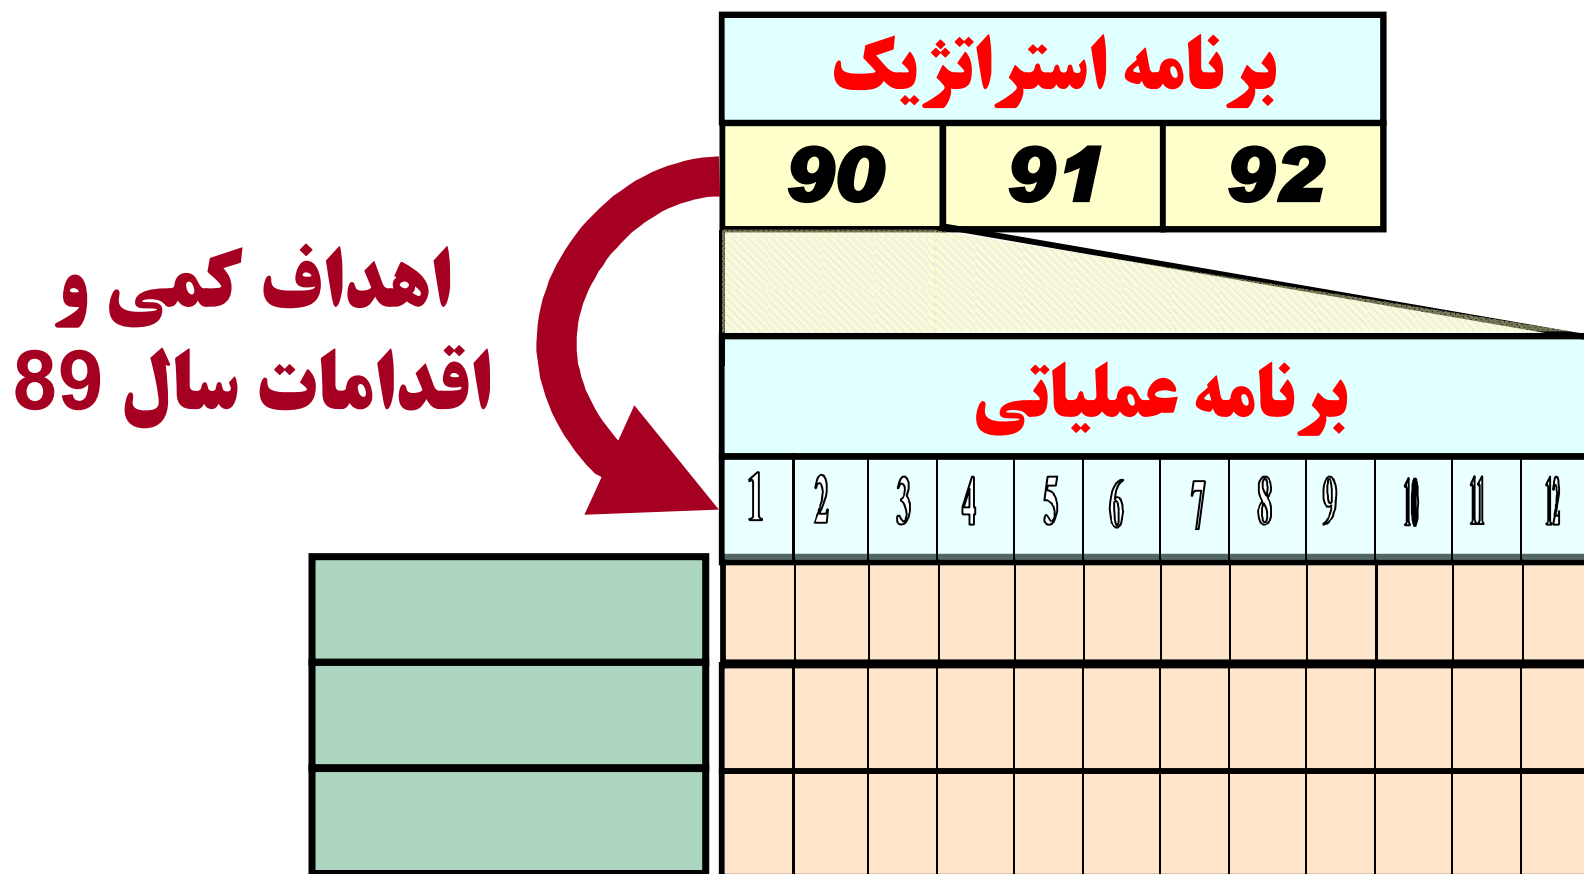 برنامه استراتژیک
90 91 92
اهداف کمی و
اقدامات سال 89
برنامه عملیاتی
1 2 3 4 5 6 7 8 9 10 11 12